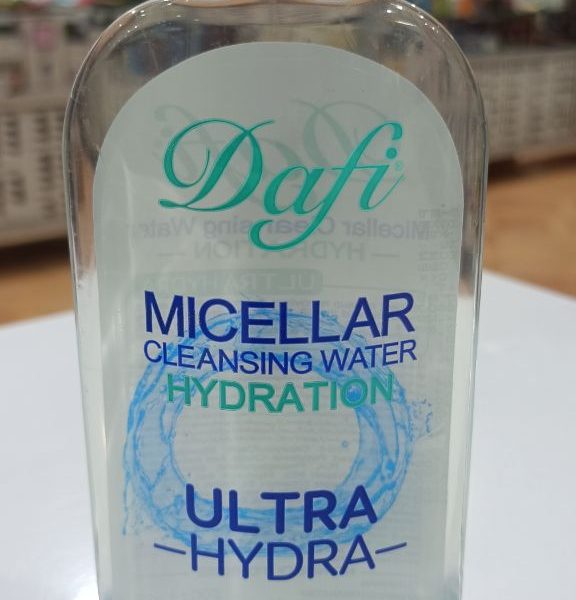 Dafi®
MICELLAR
CLEANSING WATER
HYDRATION
ULTRA
-HYDRA-